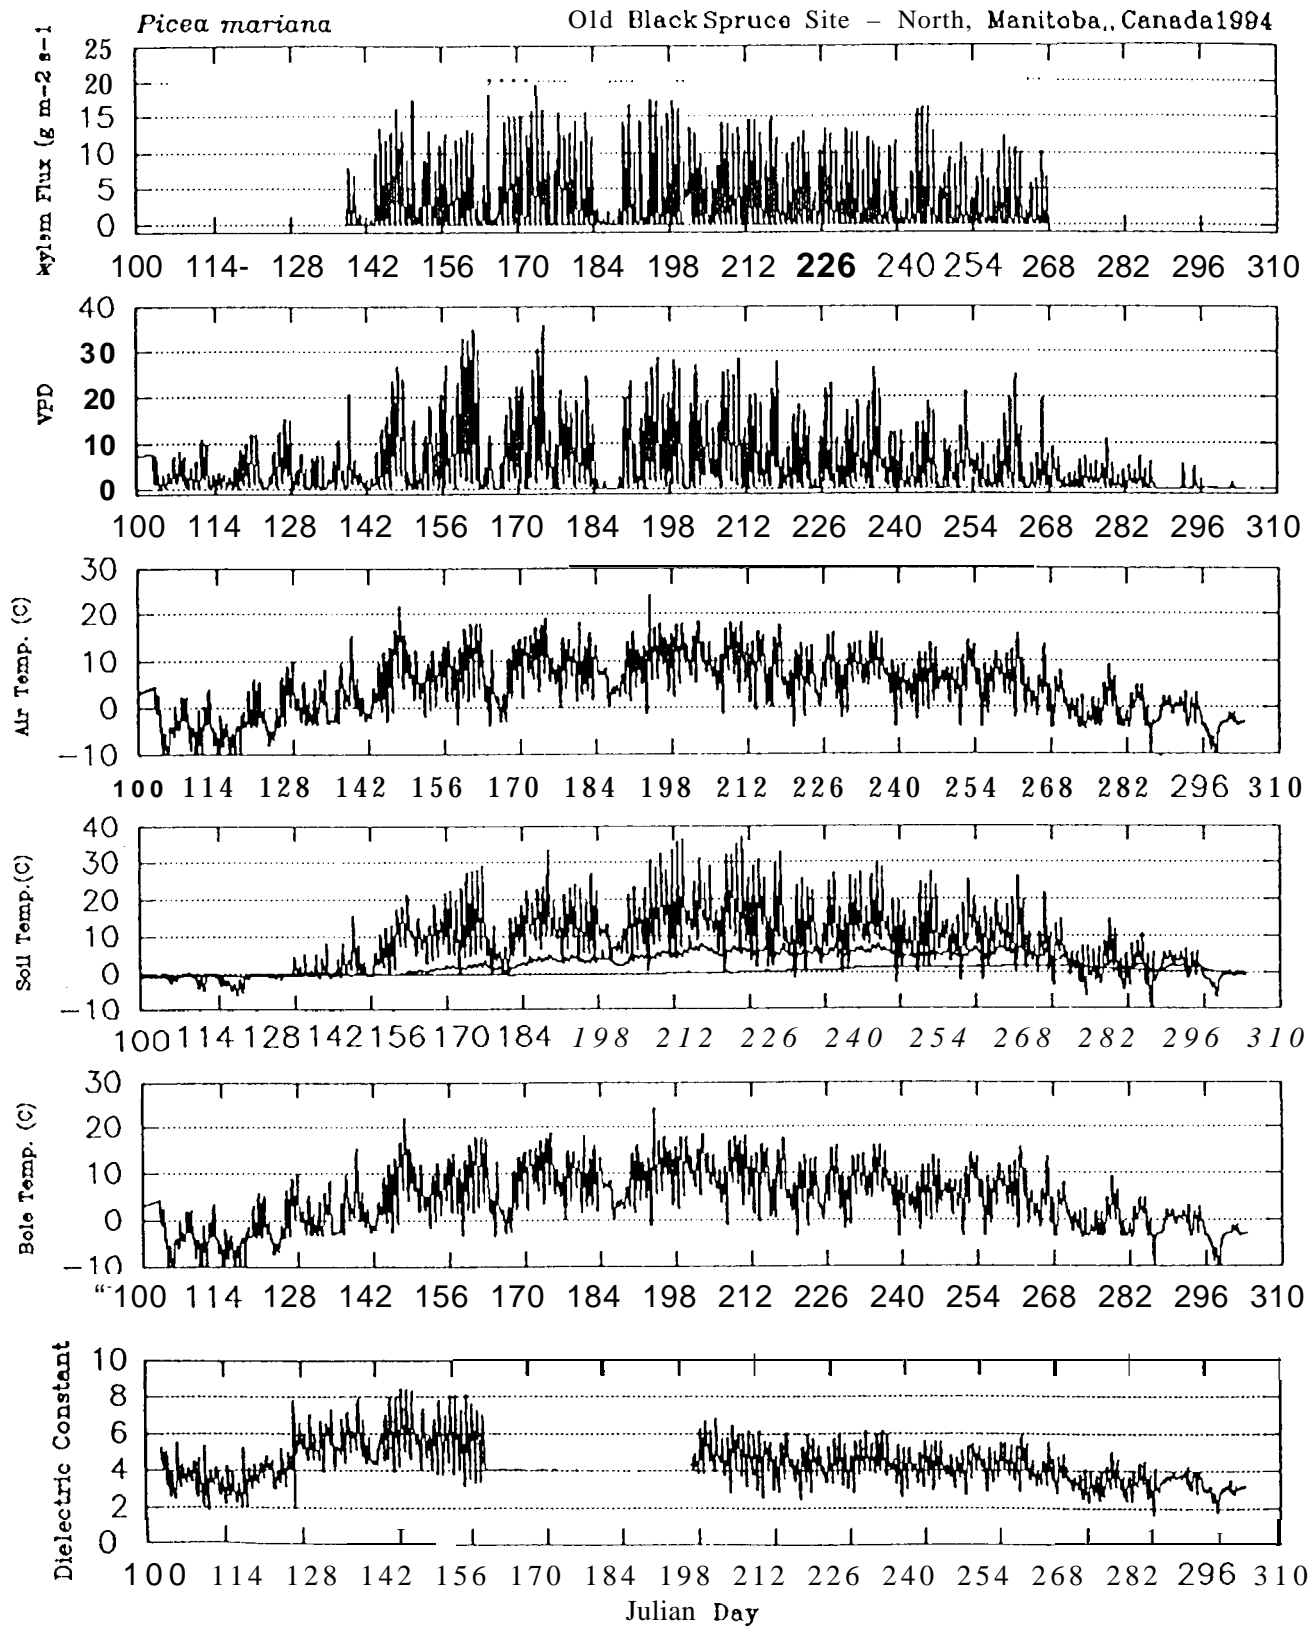 Picea mariana Old Black Spruce Site – North, Manitoba,, Canada1994
Xylem Flux (g m-2 s-1
25
20
15
10
5
0
100 114- 128 142 156 170 184 198 212 226 240 254 268 282 296 310
VPD
40
30
20
10
0
100 114 128 142 156 170 184 198 212 226 240 254 268 282 296 310
Air Temp. (C)
30
20
10
0
–10
100 114 128 142 156 170 184 198 212 226 240 254 268 282 296 310
Soil Temp.(C)
40
30
20
10
0
–10
100 114 128 142 156 170 184 198 212 226 240 254 268 282 296 310
Bole Temp. (C)
30
20
10
0
–10
“-100 114 128 142 156 170 184 198 212 226 240 254 268 282 296 310
Dielectric Constant
10
8
6
4
2
0
100 114 128 142 156 170 184 198 212 226 240 254 268 282 296 310
Julian Day